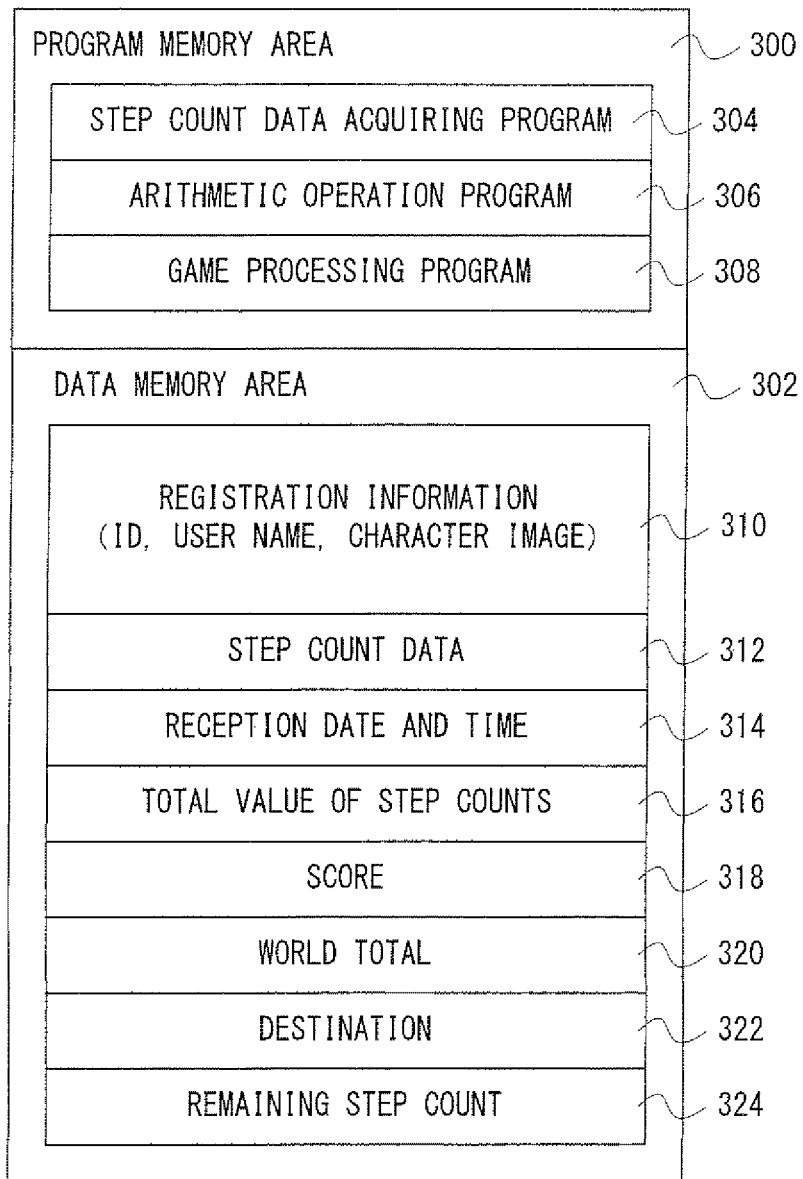 PROGRAM MEMORY AREA 300
STEP COUNT DATA ACQUIRING PROGRAM 304
ARITHMETIC OPERATION PROGRAM 306
GAME PROCESSING PROGRAM 308
DATA MEMORY AREA 302
REGISTRATION INFORMATION
(ID, USER NAME, CHARACTER IMAGE) 310
STEP COUNT DATA 312
RECEPTION DATE AND TIME 314
TOTAL VALUE OF STEP COUNTS 316
SCORE 318
WORLD TOTAL 320
DESTINATION 322
REMAINING STEP COUNT 324